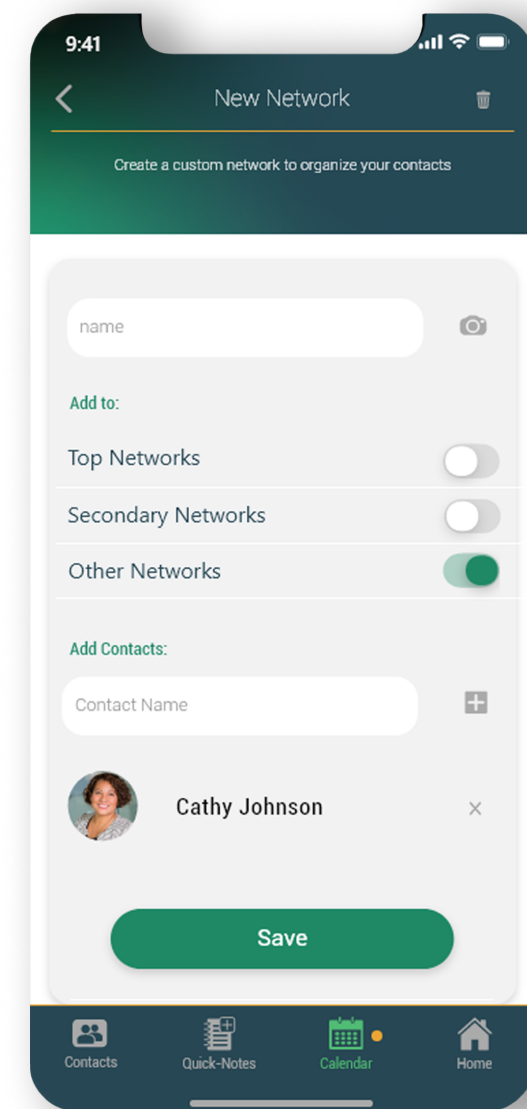 9:41
New Network
Create a custom network to organize your contacts
name
Add to:
Top Networks
Secondary Networks
Other Networks
Add Contacts:
Contact Name
Cathy Johnson
Save
Contacts
Quick-Notes
Calendar
Home